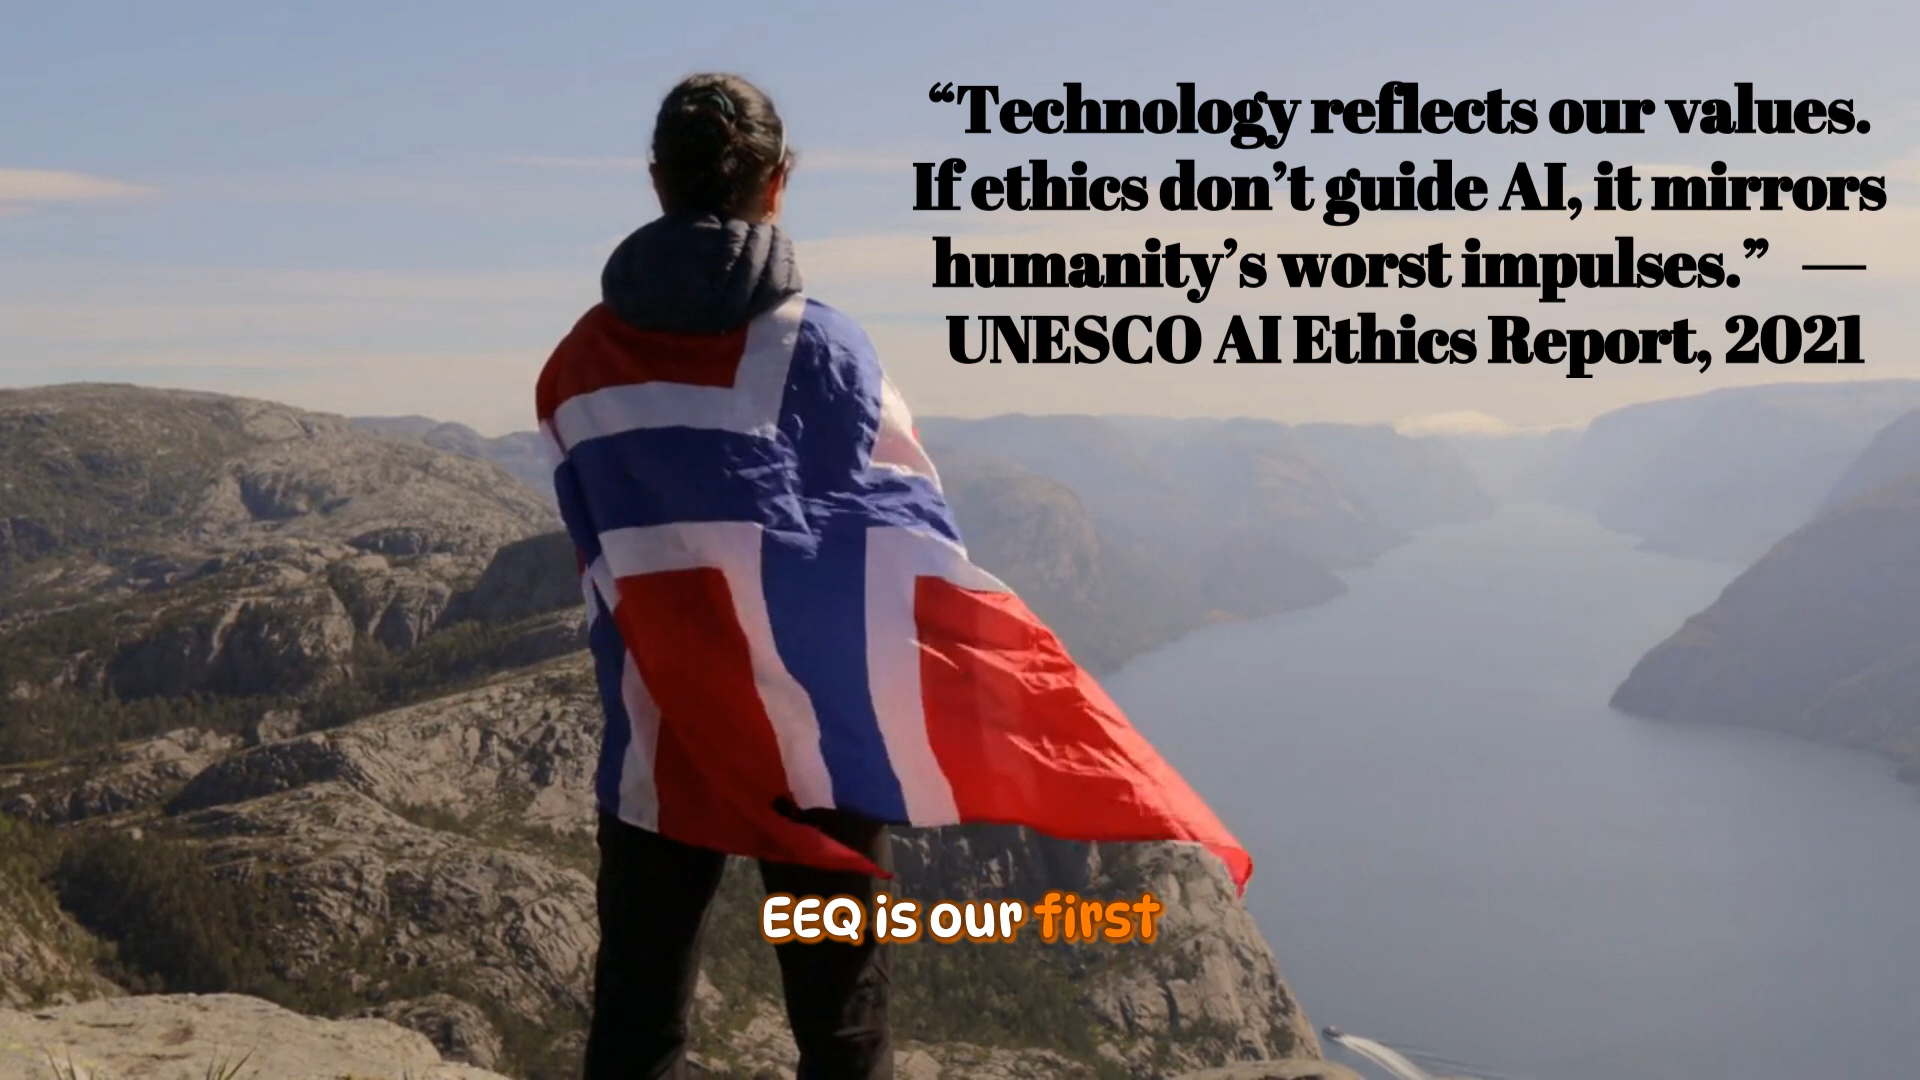 “Technology reflects our values.
If ethics don’t guide AI, it mirrors
humanity’s worst impulses.” —
UNESCO AI Ethics Report, 2021
EEQ is our first